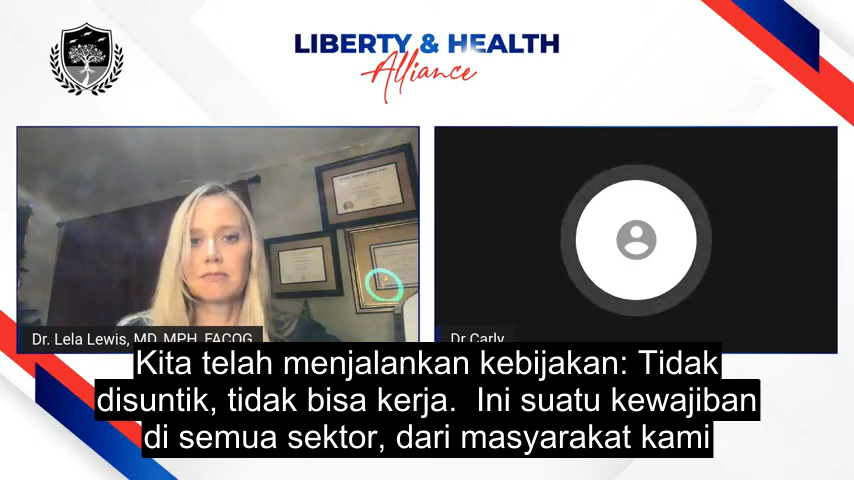 LIBERTY & HEALTH
Alliance
Dr. Lela Lewis, MD, MPH, FACOG
Dr Carly
Kita telah menjalankan kebijakan: Tidak
disuntik, tidak bisa kerja. Ini suatu kewajiban
di semua sektor, dari masyarakat kami